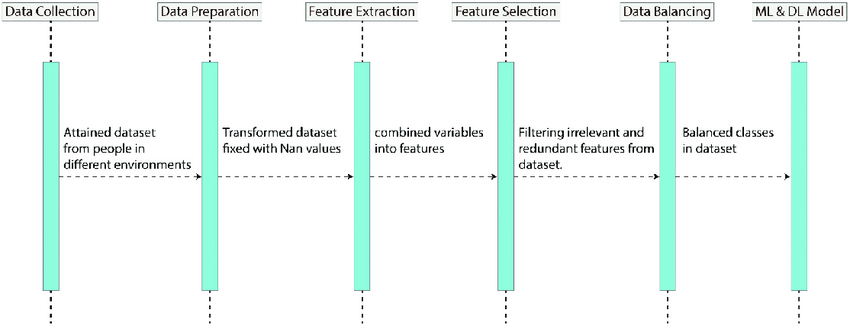 Data Collection
Data Preparation
Feature Extraction
Feature Selection
Data Balancing
ML & DL Model
Attained dataset
from people in
different environments
Transformed dataset
fixed with Nan values
combined variables
into features
Filtering irrelevant and
redundant features from
dataset.
Balanced classes
in dataset